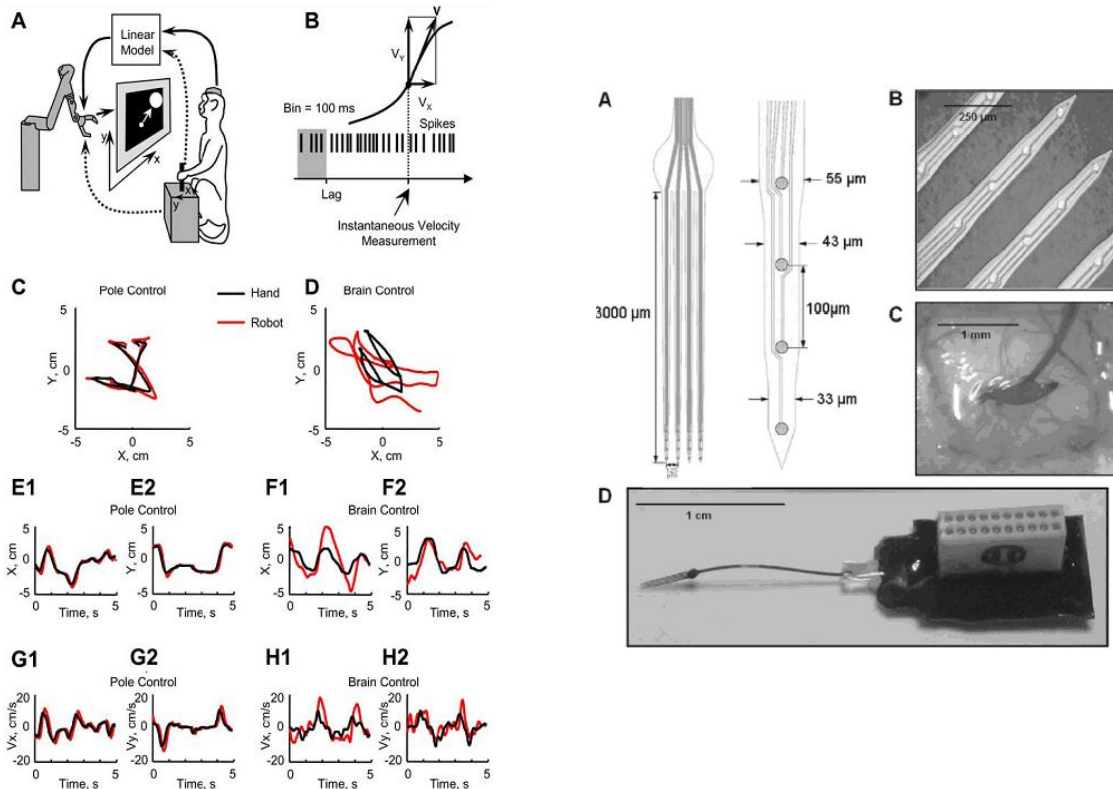 A
Linear
Model
y
x
x
y
B
V
Vʏ
Vx
Bin = 100 ms
Spikes
Lag
Instantaneous Velocity
Measurement
C
Pole Control
Hand
Robot
5
0
-5
Y, cm
-5 0 5
X, cm
D
Brain Control
5
0
-5
Y, cm
-5 0 5
X, cm
E1 E2
Pole Control
5
0
-5
X, cm
0 5
Time, s
5
0
-5
Y, cm
0 5
Time, s
F1 F2
Brain Control
5
0
-5
X, cm
0 5
Time, s
5
0
-5
Y, cm
0 5
Time, s
G1 G2
Pole Control
20
0
-20
Vx, cm/s
0 5
Time, s
20
0
-20
Vy, cm/s
0 5
Time, s
H1 H2
Brain Control
20
0
-20
Vx, cm/s
0 5
Time, s
20
0
-20
Vy, cm/s
0 5
Time, s
A
3000 µm
55 µm
43 µm
100µm
33 µm
B
250 µm
C
1 mm
D
1 cm